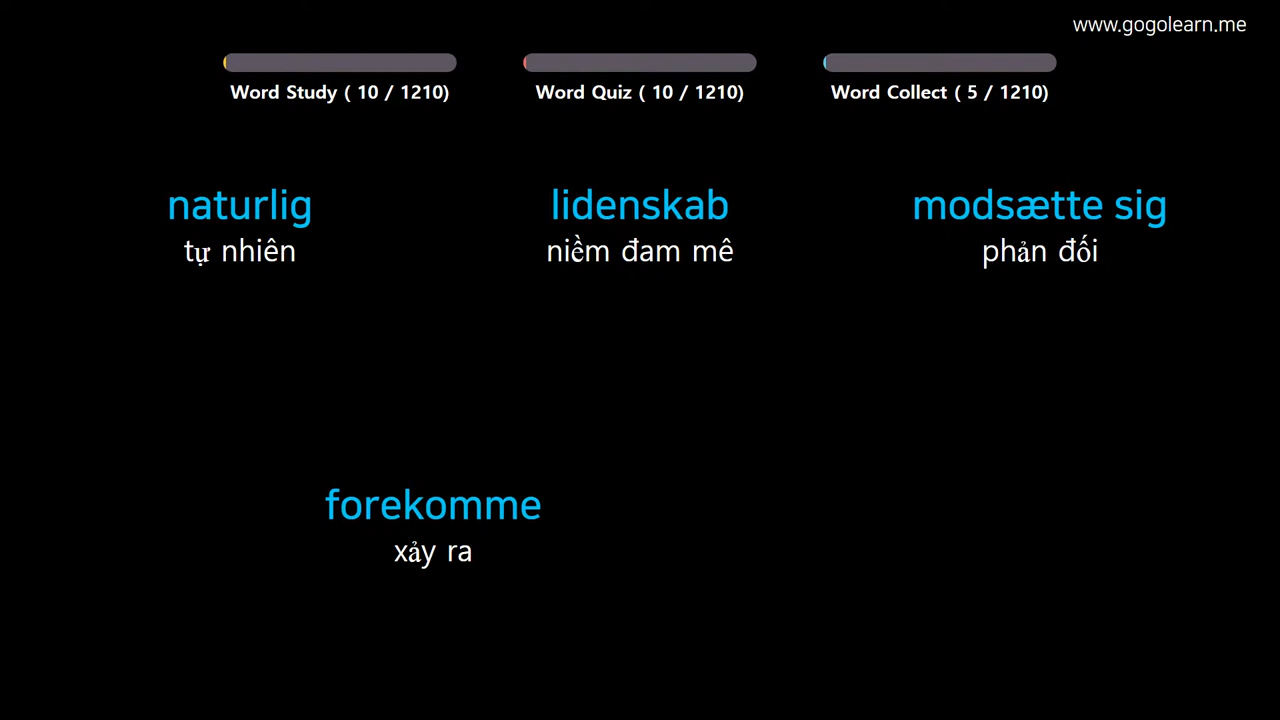 www.gogolearn.me
Word Study ( 10 / 1210)
Word Quiz ( 10 / 1210)
Word Collect ( 5 / 1210)
naturlig
tự nhiên
lidenskab
niềm đam mê
modsætte sig
phản đối
forekomme
xảy ra